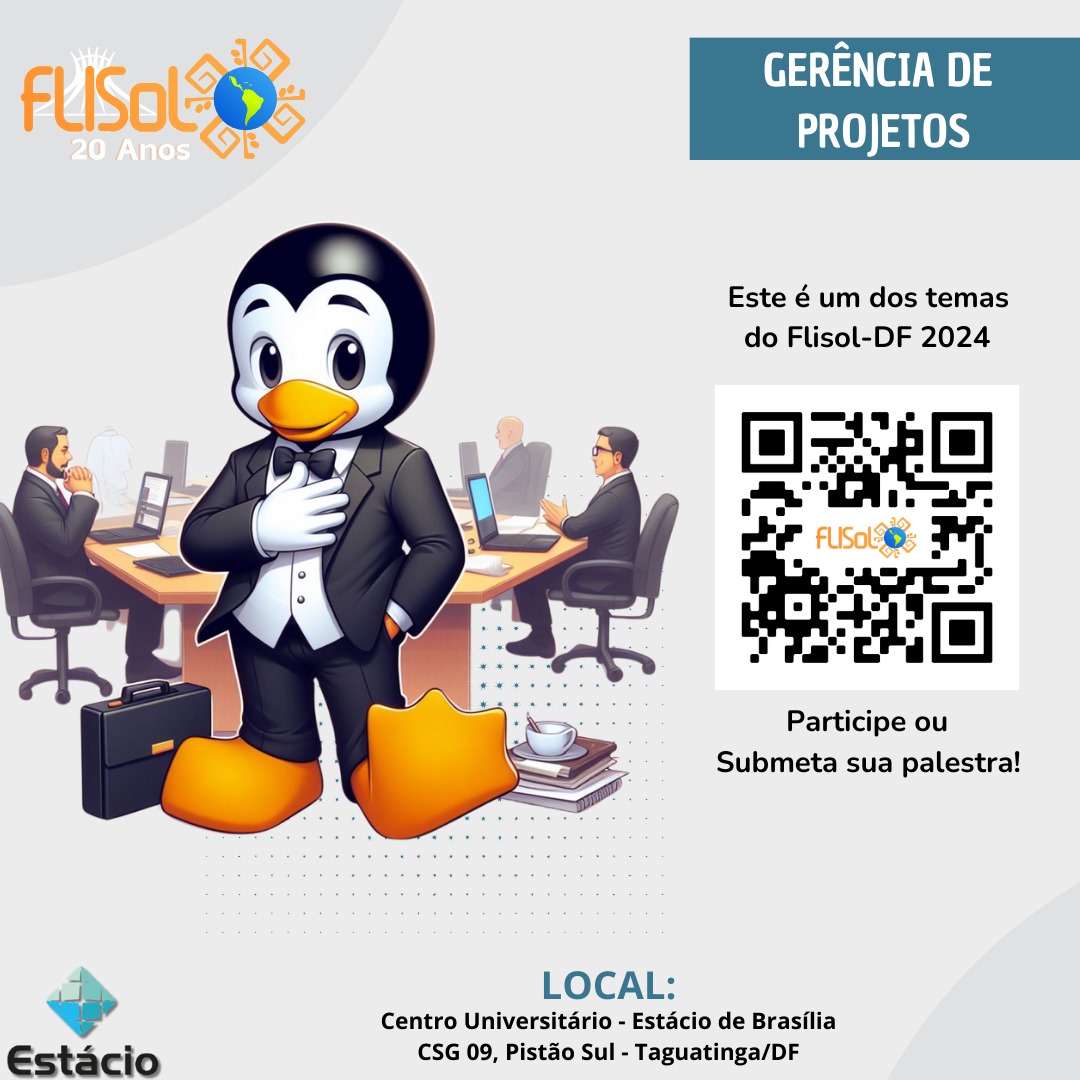 FLISol
20 Anos
GERÊNCIA DE
PROJETOS
Este é um dos temas
do Flisol-DF 2024
FLISol
Participe ou
Submeta sua palestra!
LOCAL:
Centro Universitário - Estácio de Brasília
CSG 09, Pistão Sul - Taguatinga/DF
Estácio